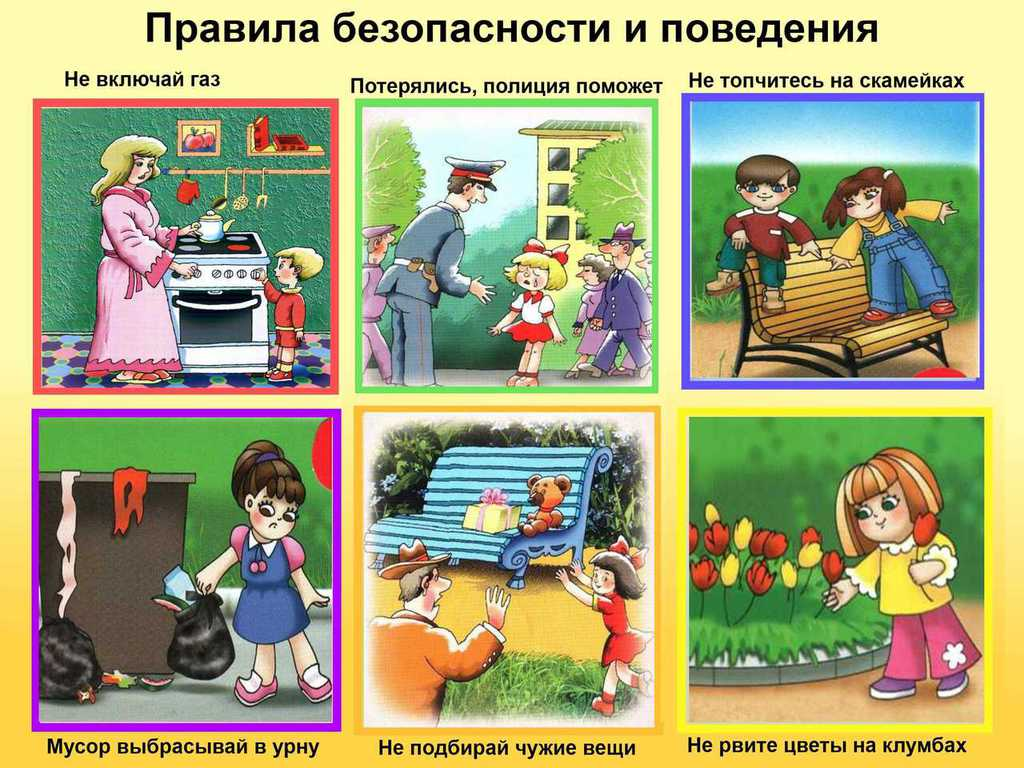 Правила безопасности и поведения
Не включай газ
Потерялись, полиция поможет
Не топчитесь на скамейках
Мусор выбрасывай в урну
Не подбирай чужие вещи
Не рвите цветы на клумбах